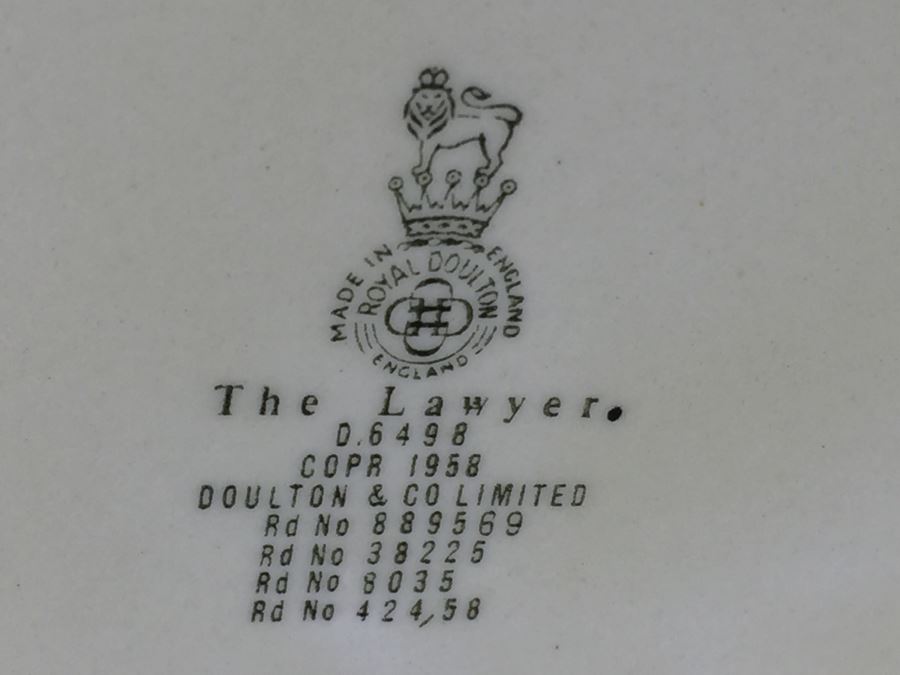 MADE IN ENGLAND
ROYAL DOULTON
ENGLAND
The Lawyer.
D.6498
COPR 1958
DOULTON & CO LIMITED
Rd No 889569
Rd No 38225
Rd No 8035
Rd No 424/58